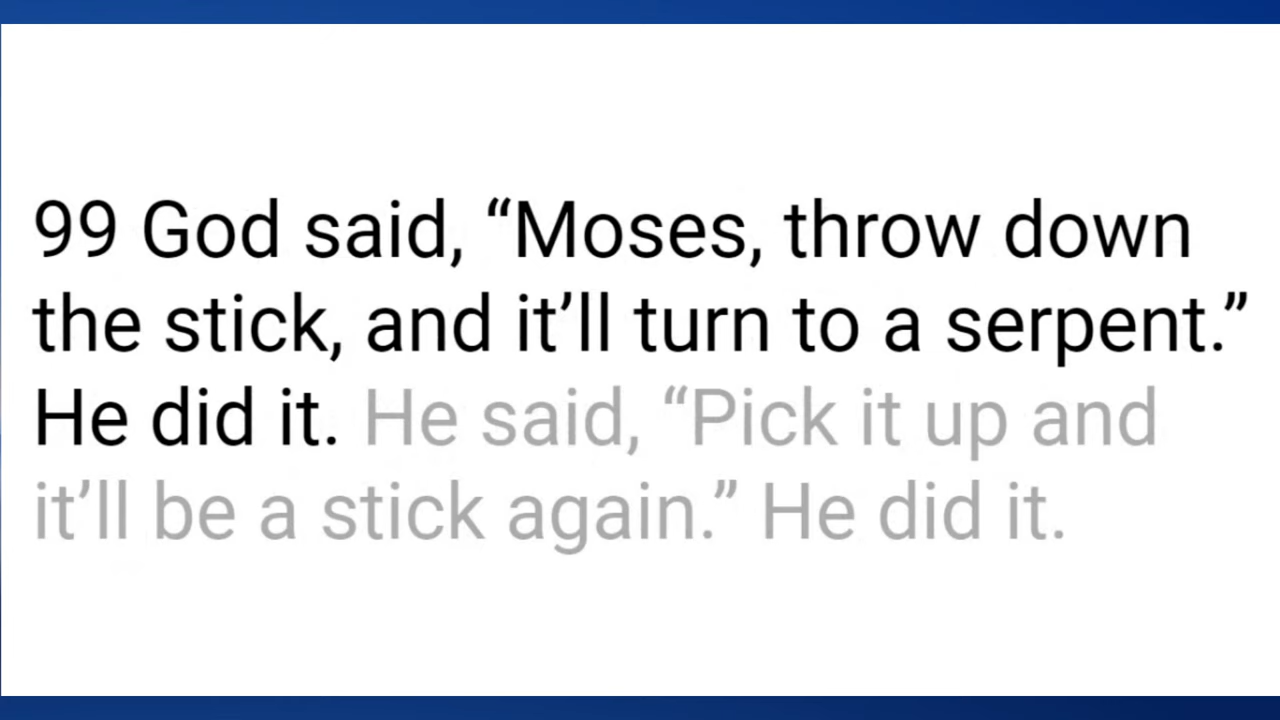 99 God said, “Moses, throw down
the stick, and it’ll turn to a serpent.”
He did it. He said, “Pick it up and
it’ll be a stick again.” He did it.